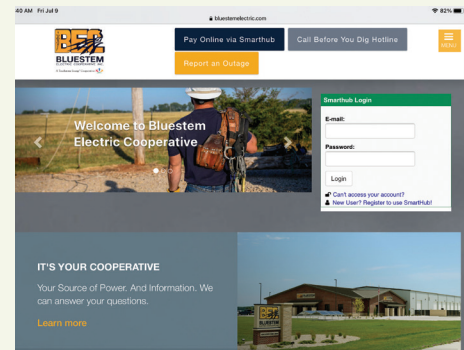 40 AM Fri Jul 9
82%
bluestemelectric.com
BEC
BLUESTEM
ELECTRIC COOPERATIVE, INC.
Pay Online via Smarthub
Call Before You Dig Hotline
MENU
Report an Outage
Welcome to Bluestem
Electric Cooperative
Smarthub Login
E-mail:
Password:
Login
Can't access your account?
New User? Register to use SmartHub!
IT'S YOUR COOPERATIVE
Your Source of Power. And Information. We
can answer your questions.
Learn more
BEC
BLUESTEM